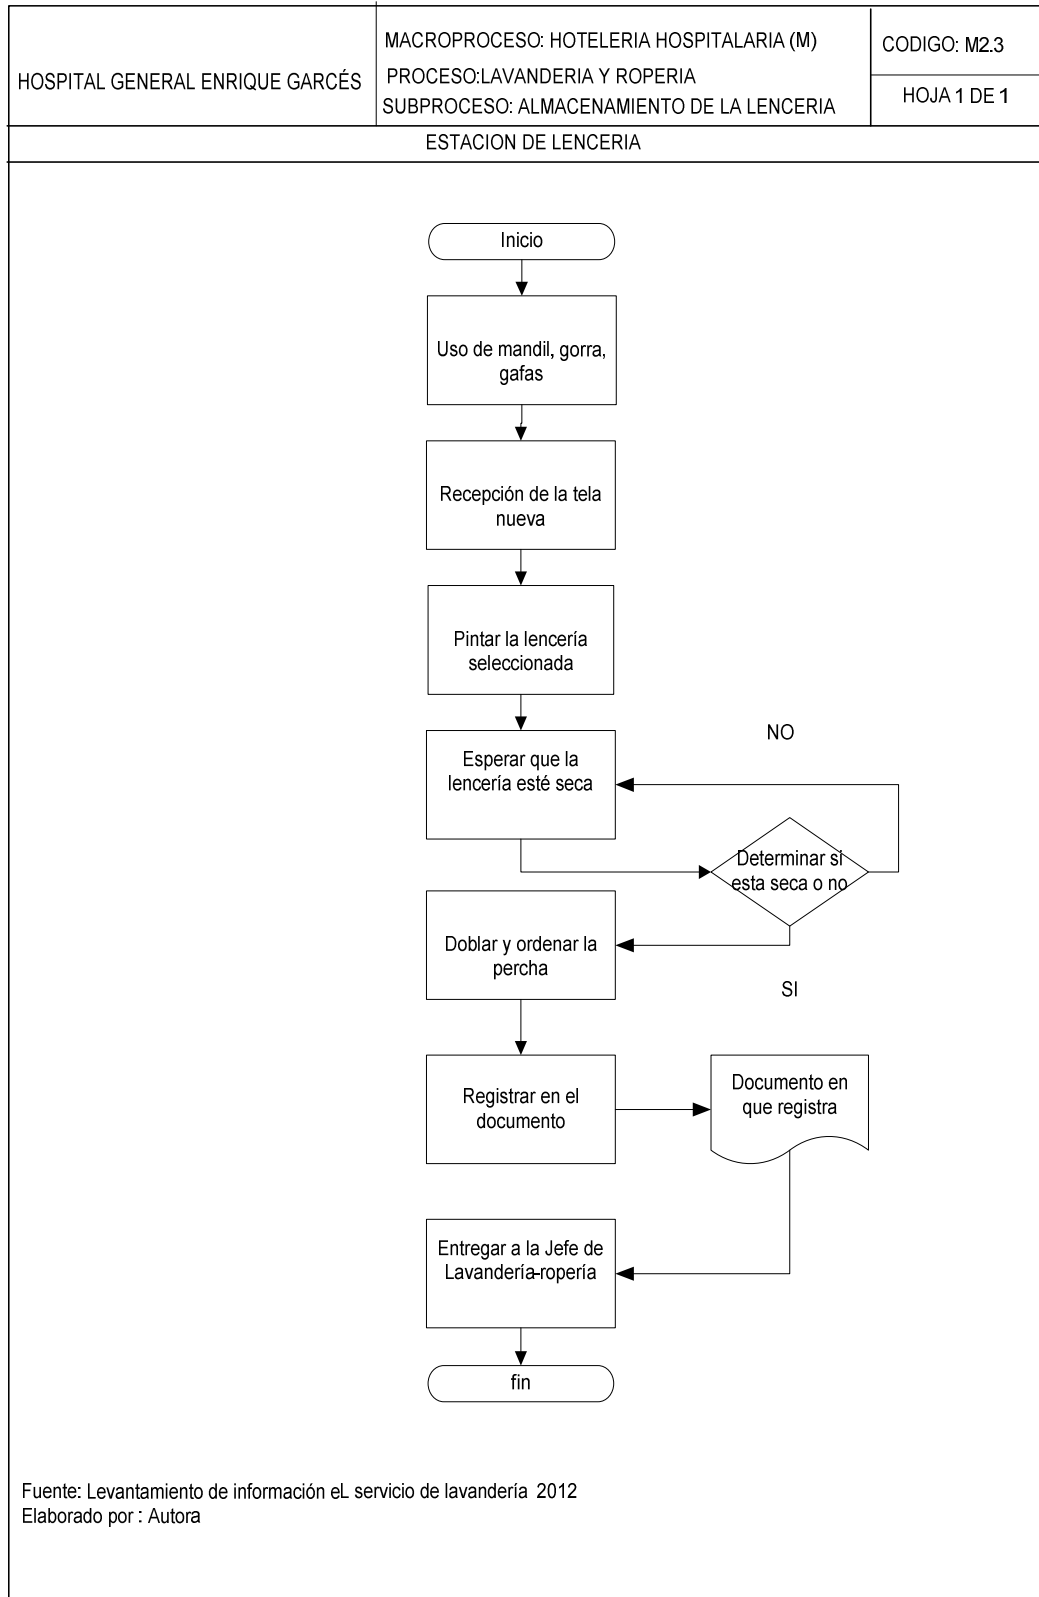 HOSPITAL GENERAL ENRIQUE GARCÉS
MACROPROCESO: HOTELERIA HOSPITALARIA (M)
PROCESO:LAVANDERIA Y ROPERIA
SUBPROCESO: ALMACENAMIENTO DE LA LENCERIA
CODIGO: M2.3
HOJA 1 DE 1
ESTACION DE LENCERIA
Inicio
Uso de mandil, gorra,
gafas
Recepción de la tela
nueva
Pintar la lencería
seleccionada
Esperar que la
lencería esté seca
NO
Determinar si
esta seca o no
Doblar y ordenar la
percha
SI
Registrar en el
documento
Documento en
que registra
Entregar a la Jefe de
Lavandería-ropería
fin
Fuente: Levantamiento de información eL servicio de lavandería 2012
Elaborado por : Autora